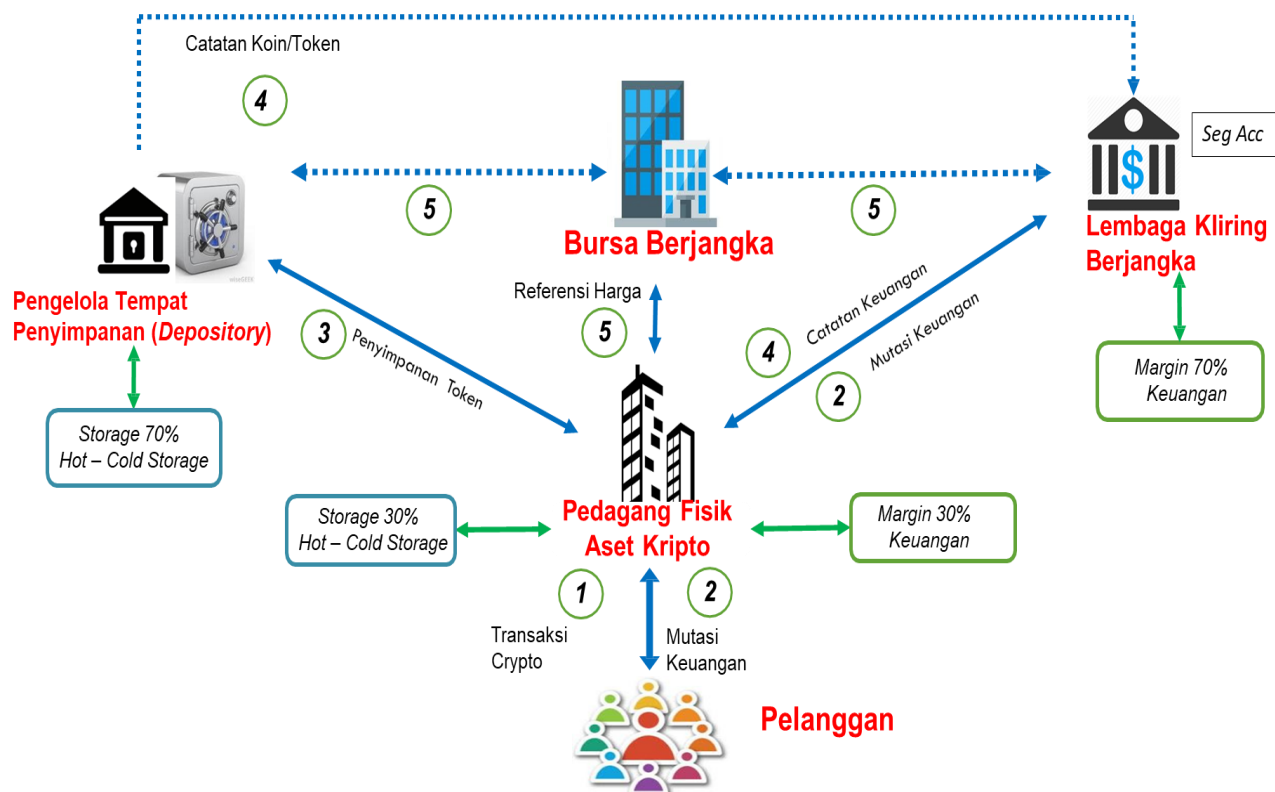 Catatan Koin/Token
4
Seg Acc
5
5
Bursa Berjangka
Lembaga Kliring
Berjangka
Pengelola Tempat
Penyimpanan (Depository)
Referensi Harga
5
3
Penyimpanan Token
4
Catatan Keuangan
2
Mutasi Keuangan
Margin 70%
Keuangan
Storage 70%
Hot – Cold Storage
Storage 30%
Hot – Cold Storage
Pedagang Fisik
Aset Kripto
Margin 30%
Keuangan
1
2
Transaksi
Crypto
Mutasi
Keuangan
Pelanggan